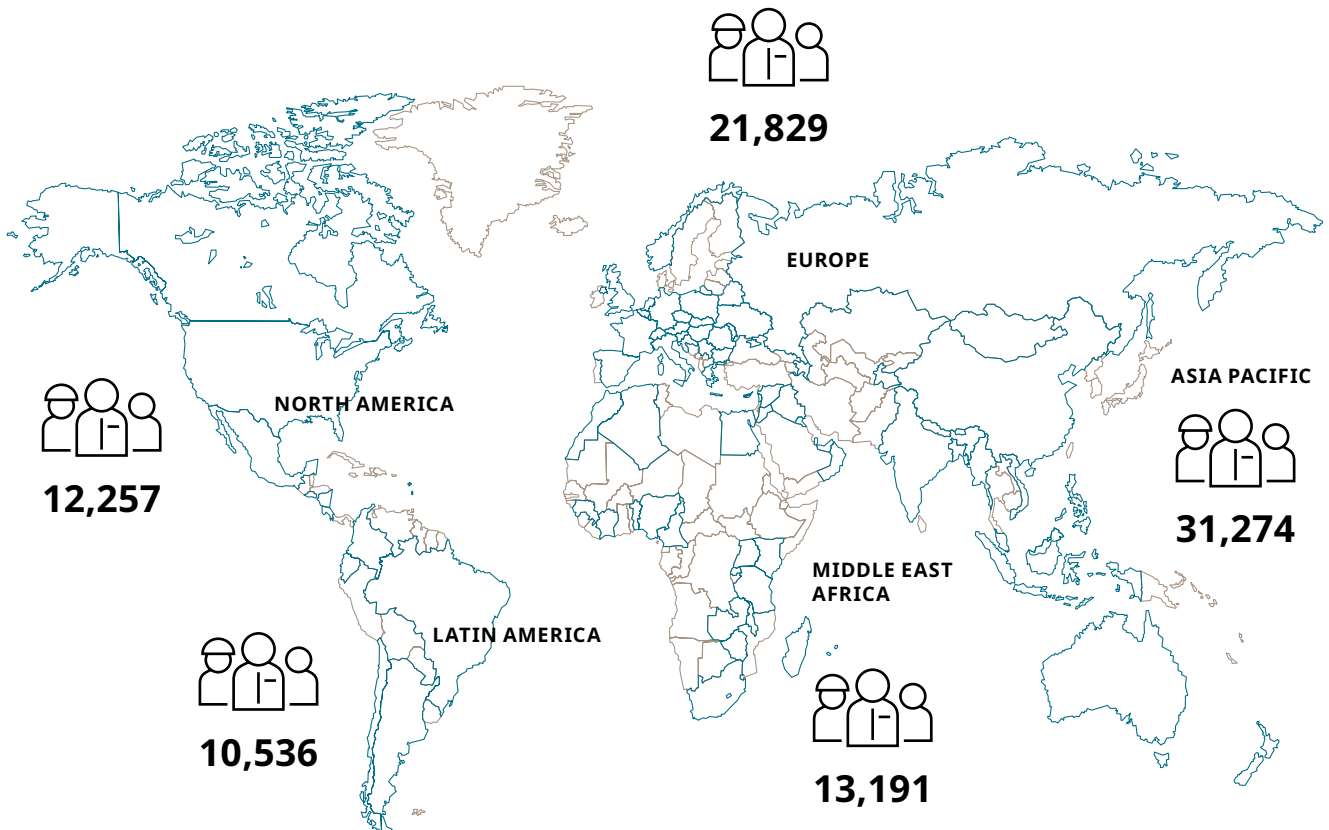 21,829
EUROPE
ASIA PACIFIC
31,274
NORTH AMERICA
12,257
MIDDLE EAST
AFRICA
13,191
LATIN AMERICA
10,536